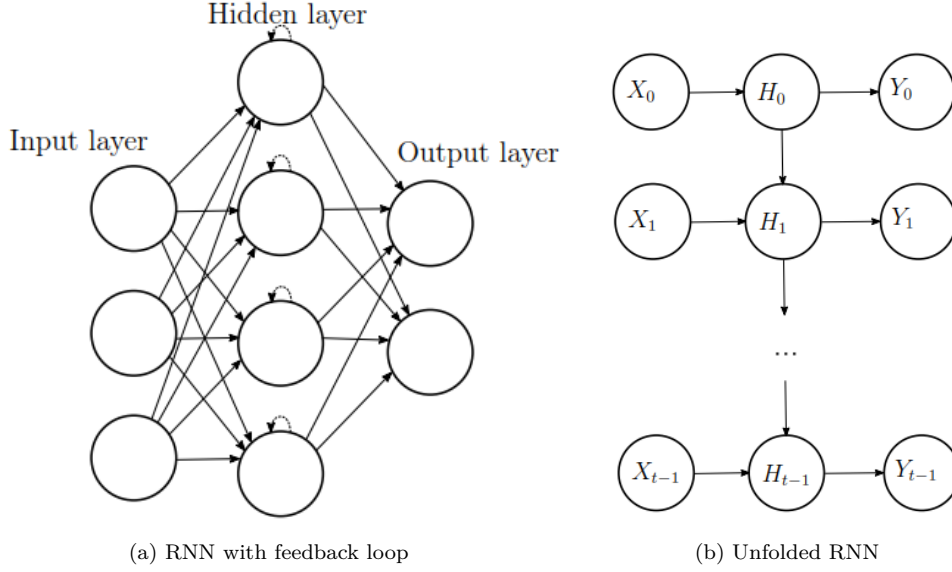 Hidden layer
Input layer
Output layer
(a) RNN with feedback loop
X₀ H₀ Y₀
X₁ H₁ Y₁
...
Xₜ₋₁ Hₜ₋₁ Yₜ₋₁
(b) Unfolded RNN